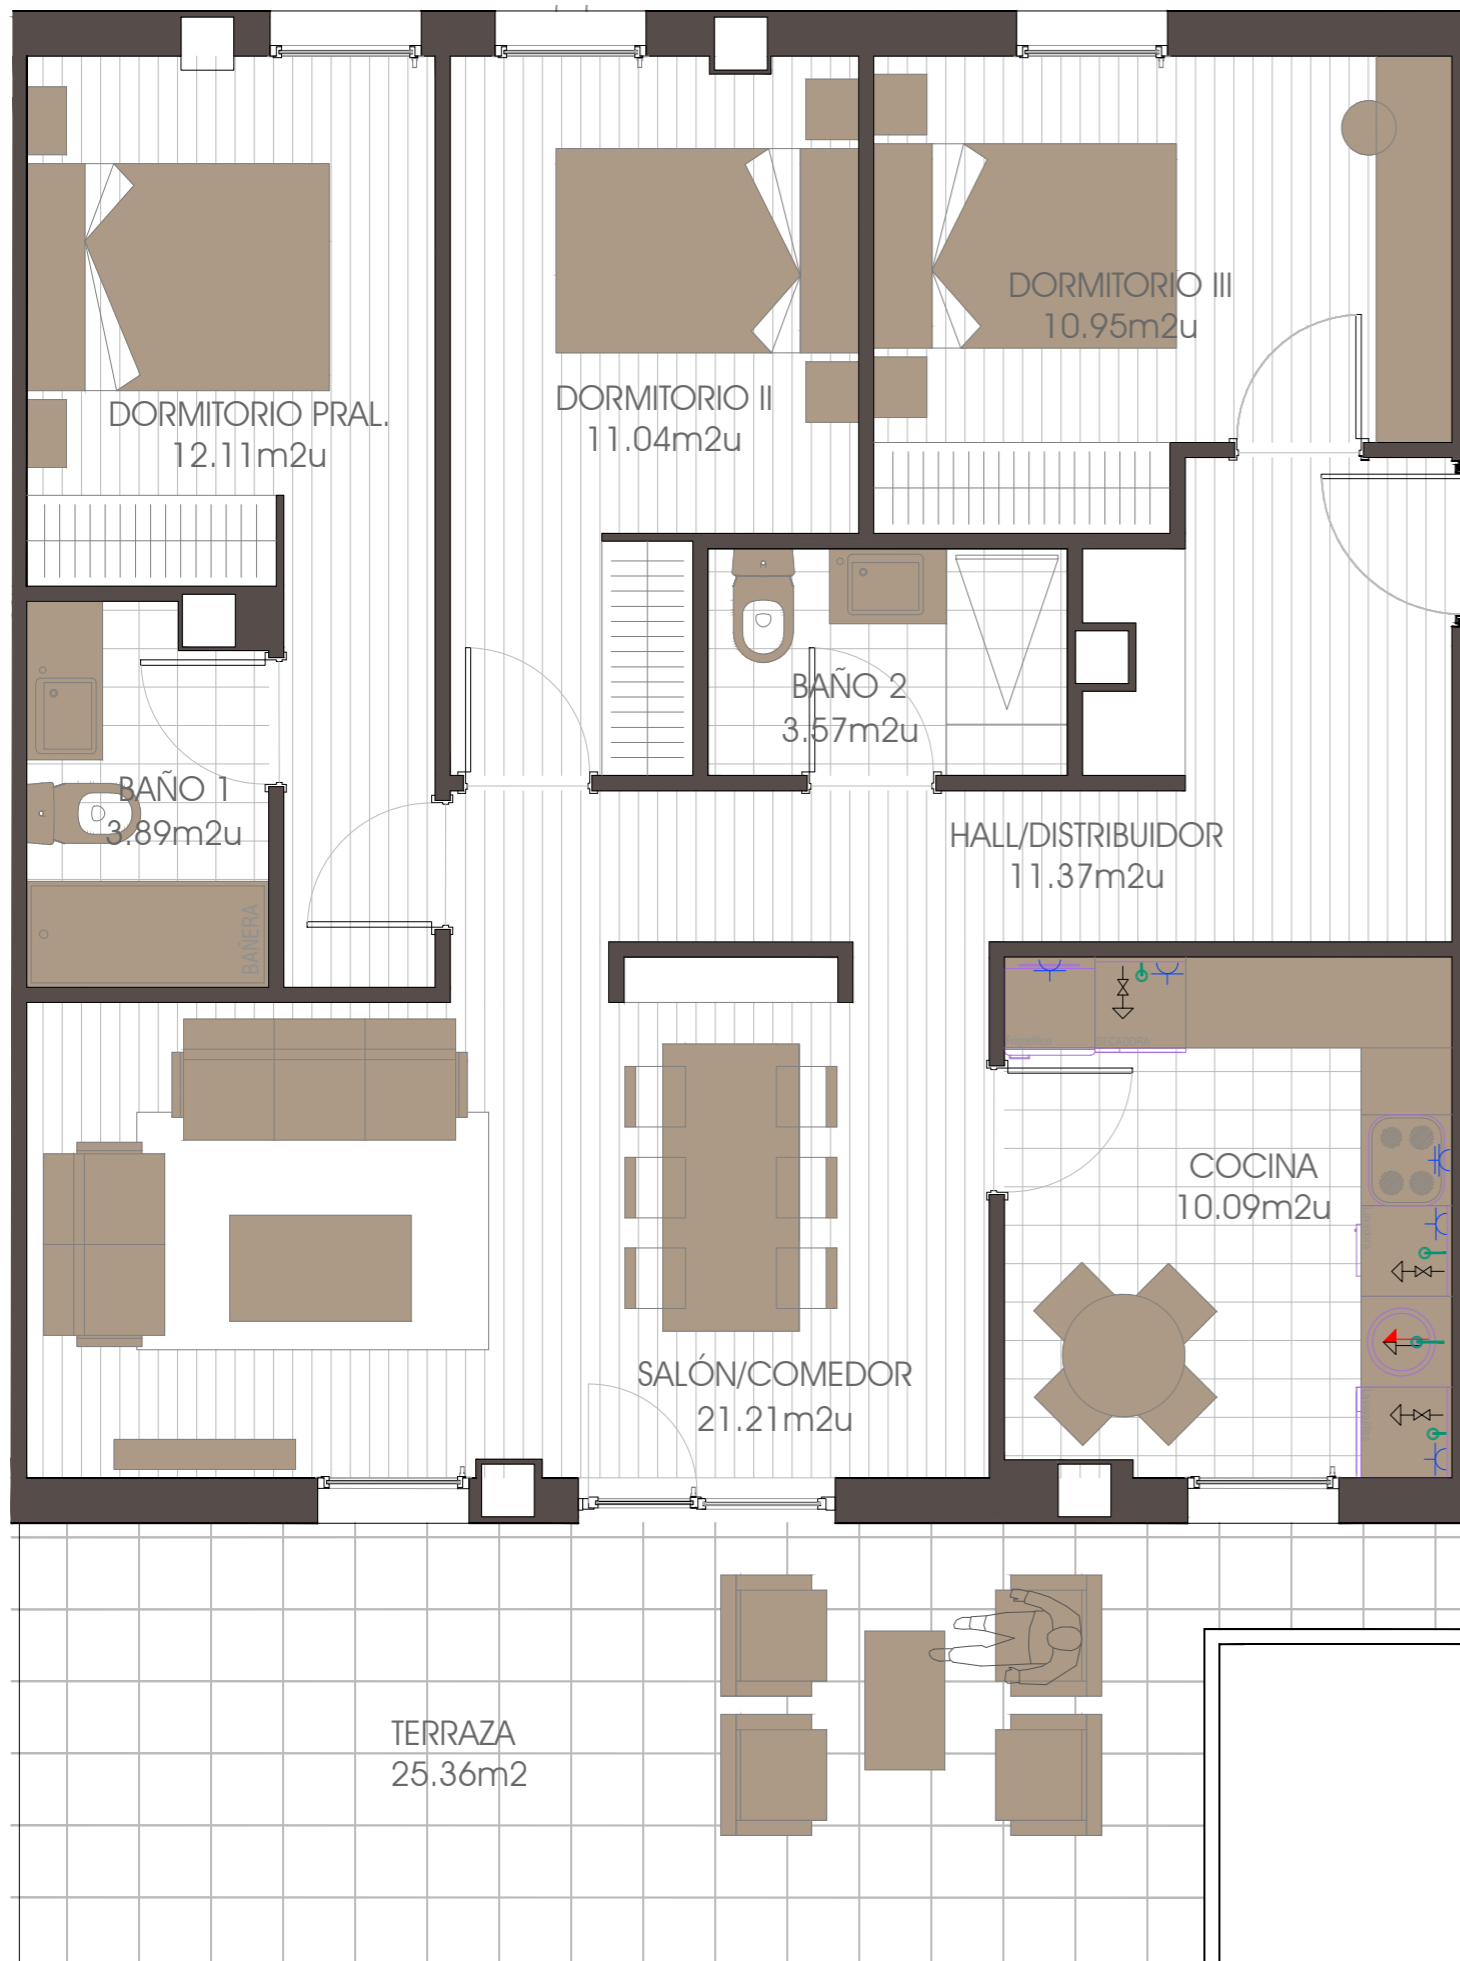 DORMITORIO III
10.95m2u
DORMITORIO PRAL.
12.11m2u
DORMITORIO II
11.04m2u
BAÑO 2
3.57m2u
BAÑO 1
3.89m2u
HALL/DISTRIBUIDOR
11.37m2u
BAÑERA
SECADORA
COCINA
10.09m2u
SALÓN/COMEDOR
21.21m2u
TERRAZA
25.36m2